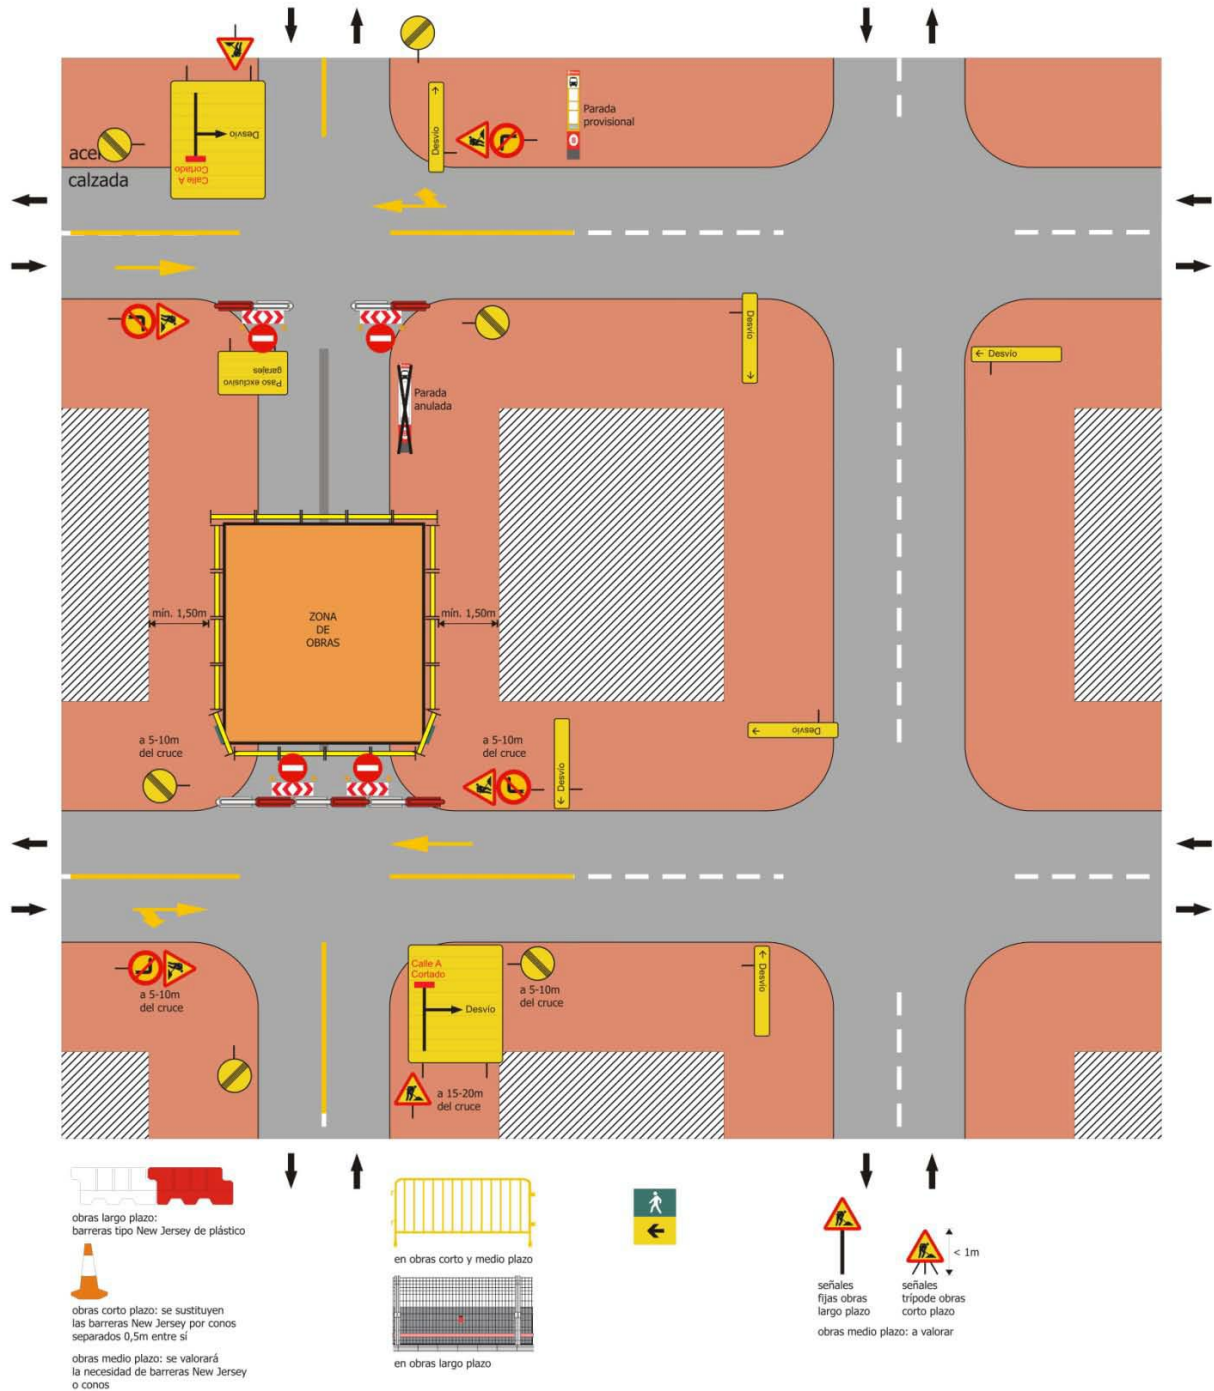 Desvío
Calle A
Cortado
Desvío
Parada
provisional
calzada
Desvío
Desvío
Paso exclusivo
garajes
Parada
anulada
mín. 1,50m
mín. 1,50m
ZONA
DE
OBRAS
a 5-10m
del cruce
a 5-10m
del cruce
Desvío
Desvío
Calle A
Cortado
Desvío
a 5-10m
del cruce
a 5-10m
del cruce
Desvío
a 15-20m
del cruce
obras largo plazo:
barreras tipo New Jersey de plástico
obras corto plazo: se sustituyen
las barreras New Jersey por conos
separados 0,5m entre sí
obras medio plazo: se valorará
la necesidad de barreras New Jersey
o conos
en obras corto y medio plazo
en obras largo plazo
señales
fijas obras
largo plazo
< 1m
señales
trípode obras
corto plazo
obras medio plazo: a valorar